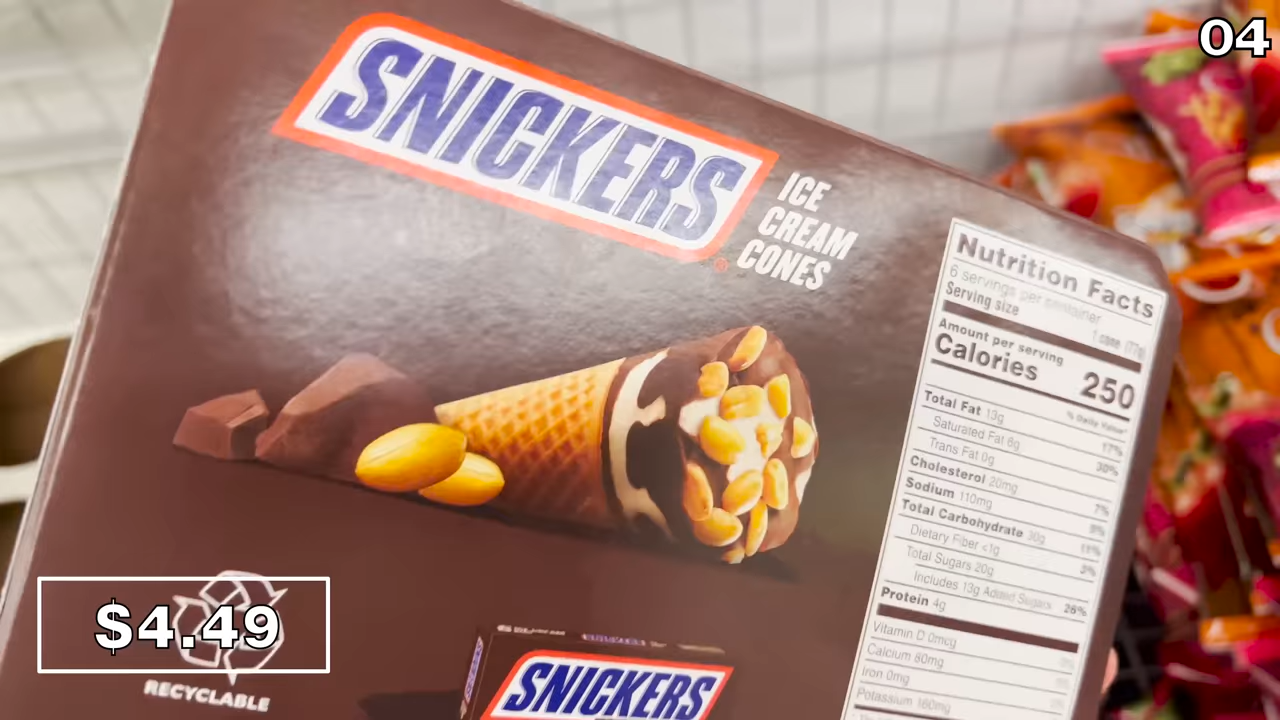 04
SNICKERS
ICE
CREAM
CONES
Nutrition Facts
6 servings per container
Serving size 1 cone (77g)
Amount per serving
Calories 250
% Daily Value*
Total Fat 13g 17%
Saturated Fat 6g 30%
Trans Fat 0g
Cholesterol 20mg 7%
Sodium 110mg 5%
Total Carbohydrate 30g 11%
Dietary Fiber <1g 3%
Total Sugars 20g
Includes 13g Added Sugars 26%
Protein 4g
Vitamin D 0mcg
Calcium 80mg
Iron 0mg
Potassium 160mg
$4.49
RECYCLABLE
SNICKERS